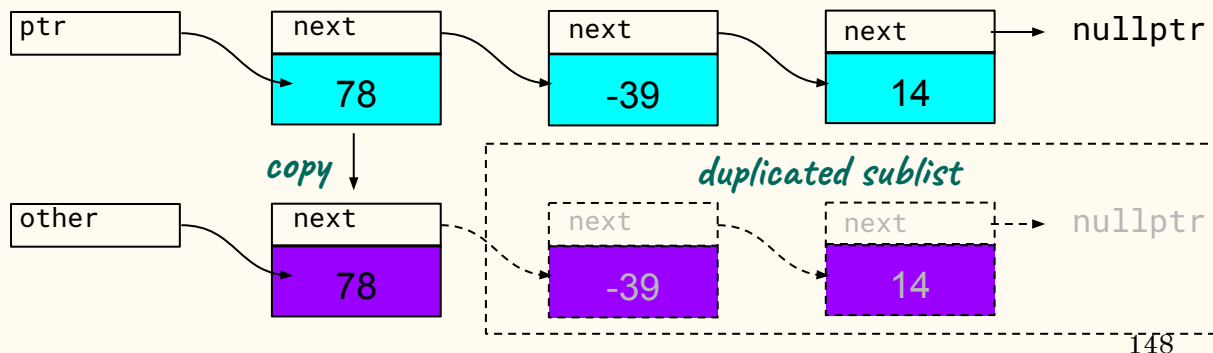 ptr next next next nullptr
78 -39 14
copy duplicated sublist
other next next next nullptr
78 -39 14
148